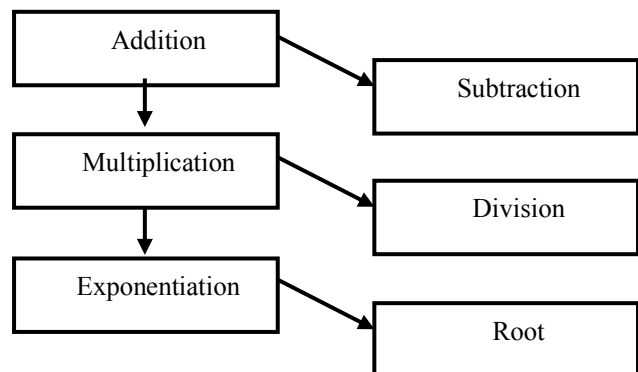 Addition
Subtraction
Multiplication
Division
Exponentiation
Root